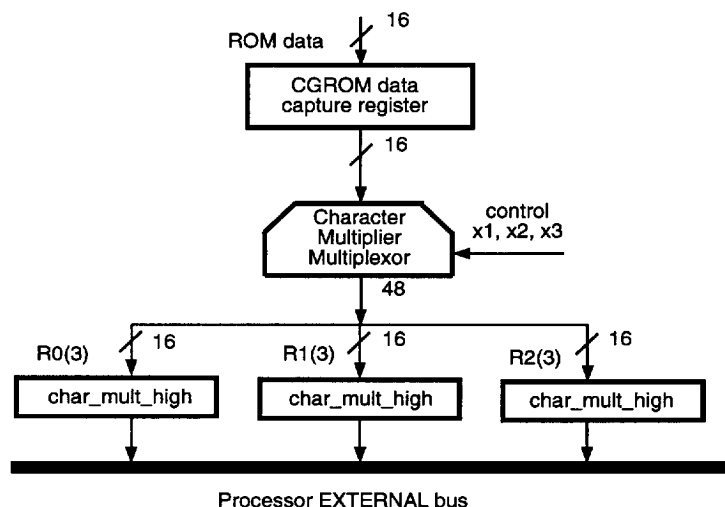 16
ROM data
CGROM data
capture register
16
Character
Multiplier
Multiplexor
control
x1, x2, x3
48
R0(3) 16 R1(3) 16 R2(3) 16
char_mult_high char_mult_high char_mult_high
Processor EXTERNAL bus